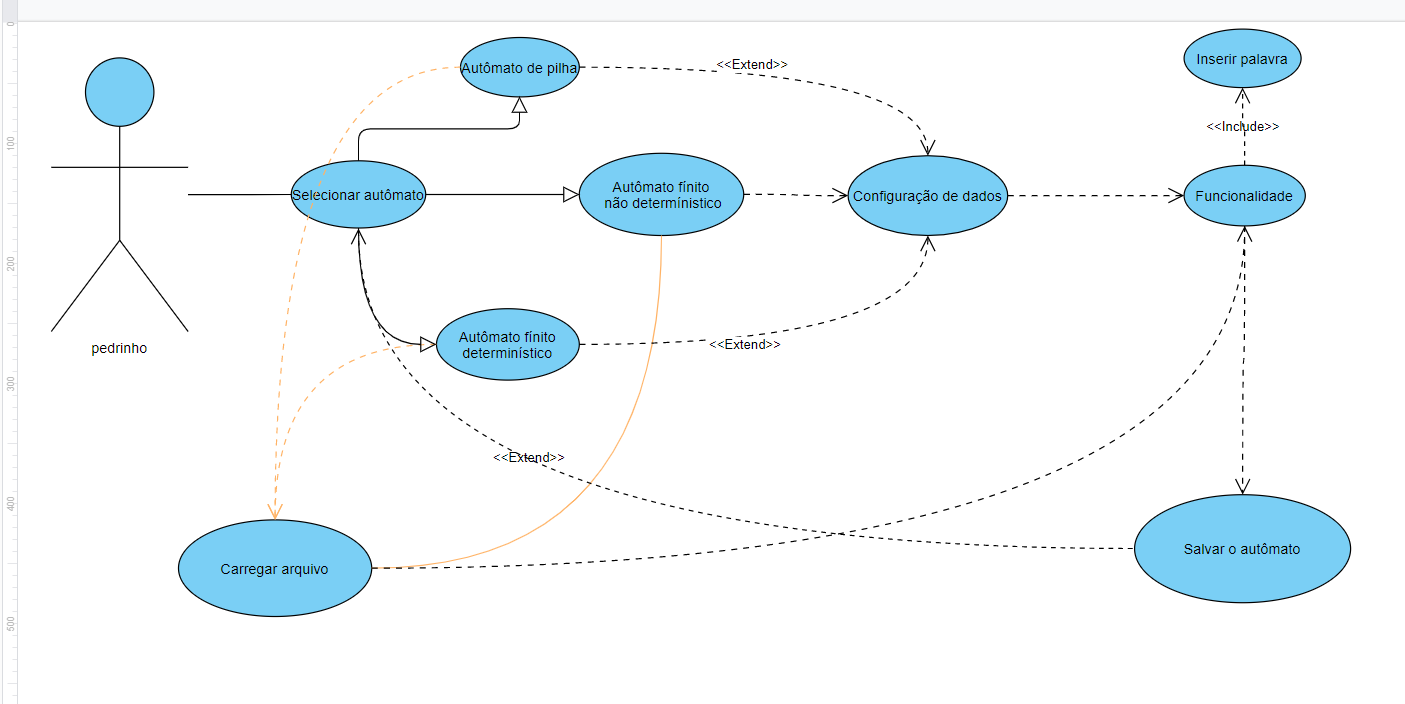 0
100
200
300
400
500
pedrinho
Autômato de pilha
<<Extend>>
Inserir palavra
<<Include>>
Selecionar autômato
Autômato fínito
não determínistico
Configuração de dados
Funcionalidade
Autômato fínito
determinístico
<<Extend>>
<<Extend>>
Carregar arquivo
Salvar o autômato